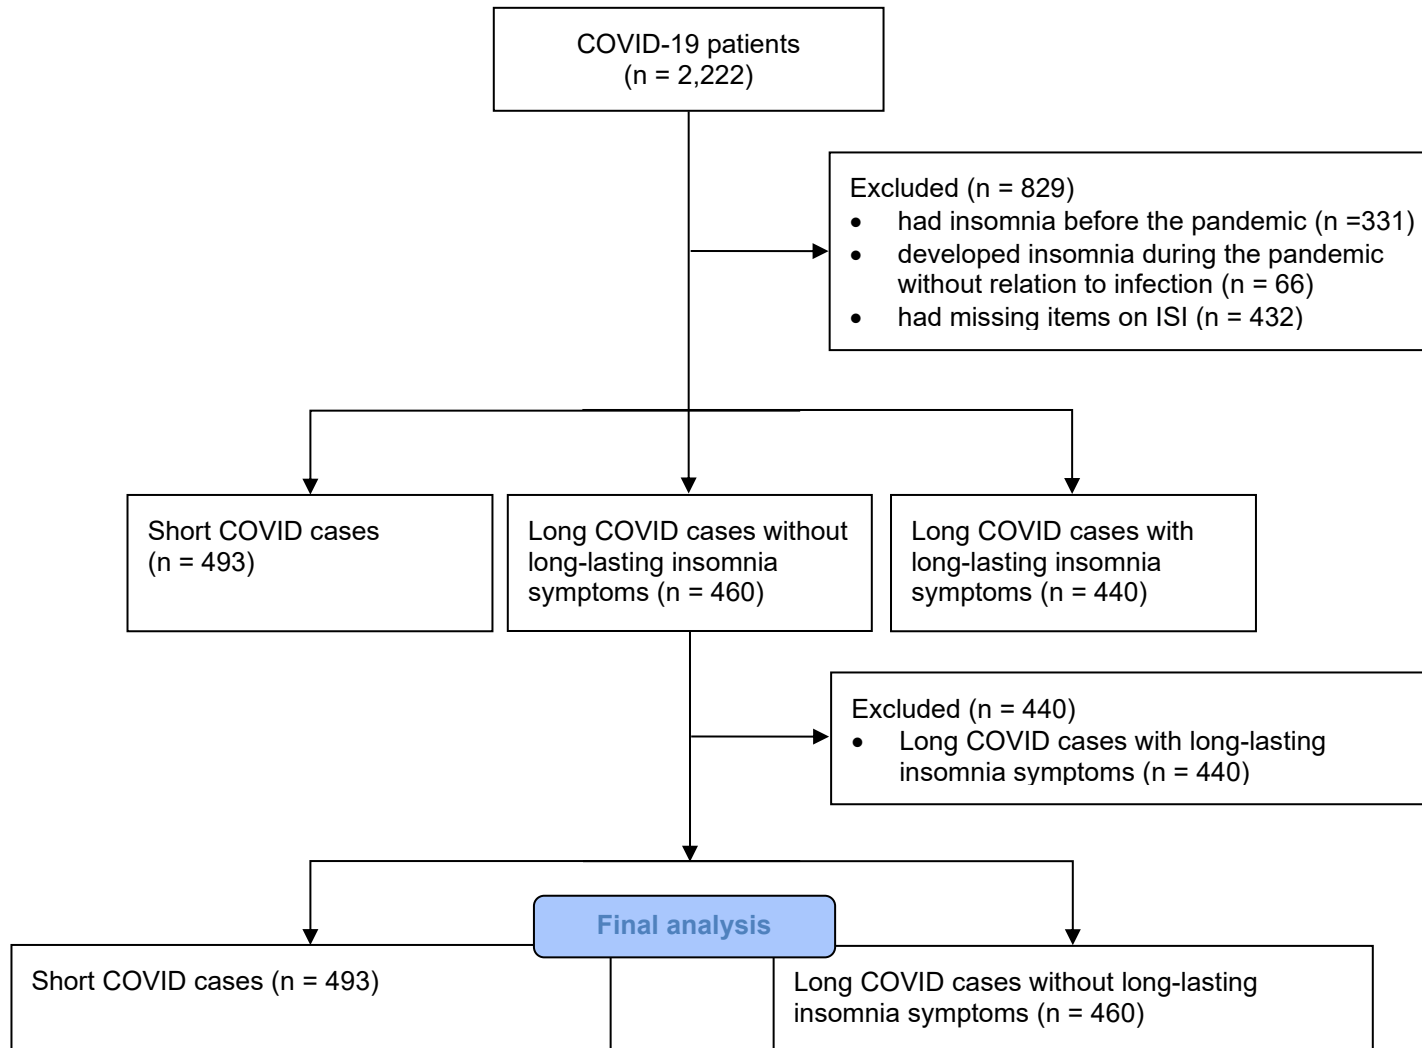 COVID-19 patients
(n = 2,222)
Excluded (n = 829)
• had insomnia before the pandemic (n =331)
• developed insomnia during the pandemic
without relation to infection (n = 66)
• had missing items on ISI (n = 432)
Short COVID cases
(n = 493)
Long COVID cases without
long-lasting insomnia
symptoms (n = 460)
Long COVID cases with
long-lasting insomnia
symptoms (n = 440)
Excluded (n = 440)
• Long COVID cases with long-lasting
insomnia symptoms (n = 440)
Final analysis
Short COVID cases (n = 493)
Long COVID cases without long-lasting
insomnia symptoms (n = 460)